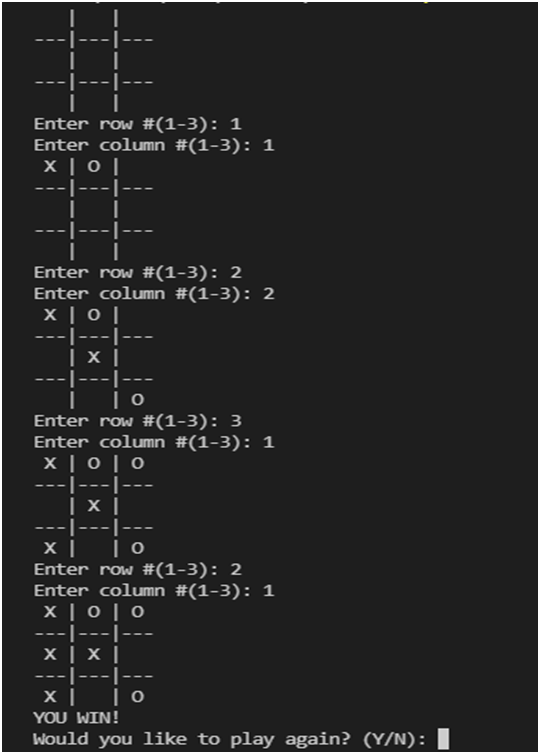 |   |
---|---|---
   |   |
---|---|---
   |   |
Enter row #(1-3): 1
Enter column #(1-3): 1
 X | O |
---|---|---
   |   |
---|---|---
   |   |
Enter row #(1-3): 2
Enter column #(1-3): 2
 X | O |
---|---|---
   | X |
---|---|---
   |   | O
Enter row #(1-3): 3
Enter column #(1-3): 1
 X | O | O
---|---|---
   | X |
---|---|---
 X |   | O
Enter row #(1-3): 2
Enter column #(1-3): 1
 X | O | O
---|---|---
 X | X |
---|---|---
 X |   | O
YOU WIN!
Would you like to play again? (Y/N):